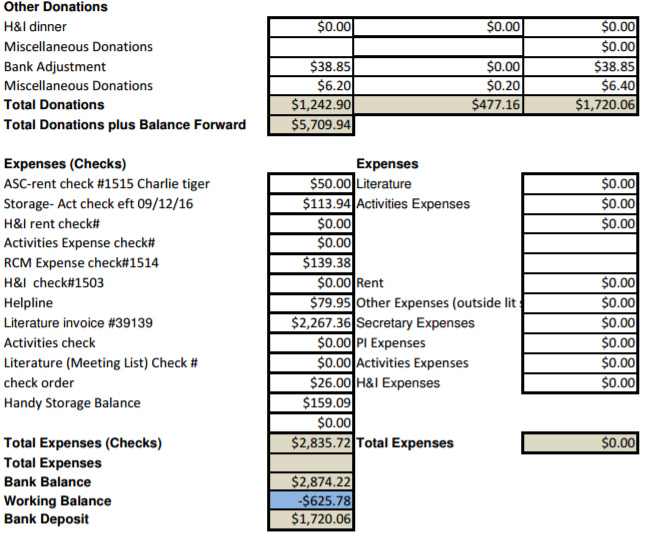 Other Donations
H&I dinner $0.00 $0.00 $0.00
Miscellaneous Donations $0.00
Bank Adjustment $38.85 $0.00 $38.85
Miscellaneous Donations $6.20 $0.20 $6.40
Total Donations $1,242.90 $477.16 $1,720.06
Total Donations plus Balance Forward $5,709.94
Expenses (Checks) Expenses
ASC-rent check #1515 Charlie tiger $50.00 Literature $0.00
Storage- Act check eft 09/12/16 $113.94 Activities Expenses $0.00
H&I rent check# $0.00 $0.00
Activities Expense check# $0.00
RCM Expense check#1514 $139.38
H&I check#1503 $0.00 Rent $0.00
Helpline $79.95 Other Expenses (outside lit $0.00
Literature invoice #39139 $2,267.36 Secretary Expenses $0.00
Activities check $0.00 PI Expenses $0.00
Literature (Meeting List) Check # $0.00 Activities Expenses $0.00
check order $26.00 H&I Expenses $0.00
Handy Storage Balance $159.09
$0.00
Total Expenses (Checks) $2,835.72 Total Expenses $0.00
Total Expenses
Bank Balance $2,874.22
Working Balance -$625.78
Bank Deposit $1,720.06